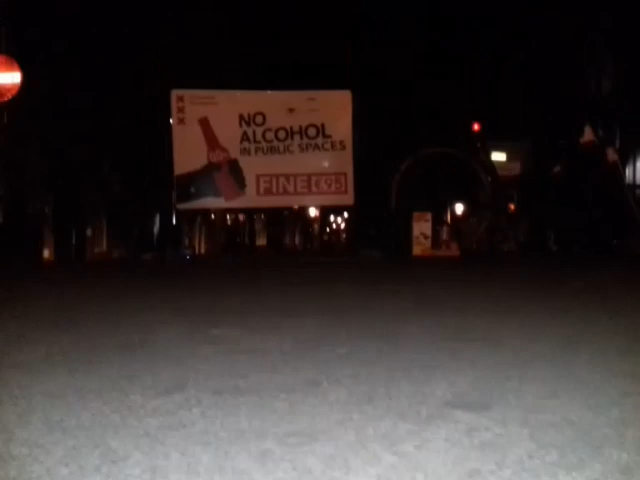 NO
ALCOHOL
IN PUBLIC SPACES
FINE €95